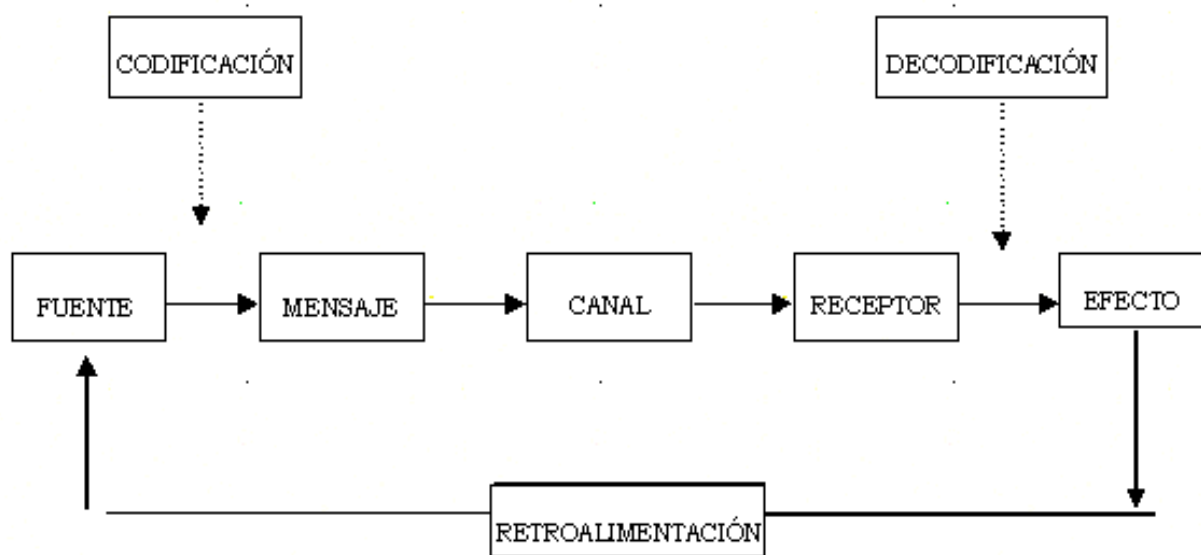 CODIFICACIÓN
DECODIFICACIÓN
FUENTE
MENSAJE
CANAL
RECEPTOR
EFECTO
RETROALIMENTACIÓN